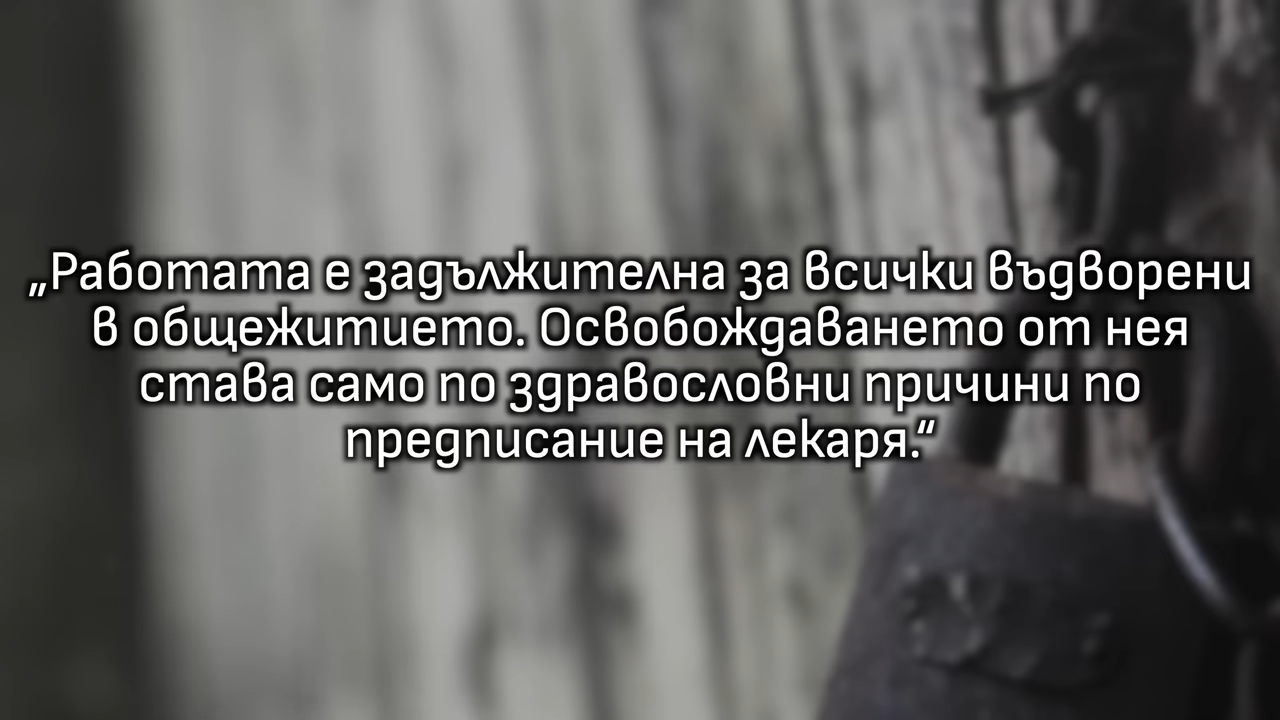 „Работата е задължителна за всички въдворени
в общежитието. Освобождаването от нея
става само по здравословни причини по
предписание на лекаря.“